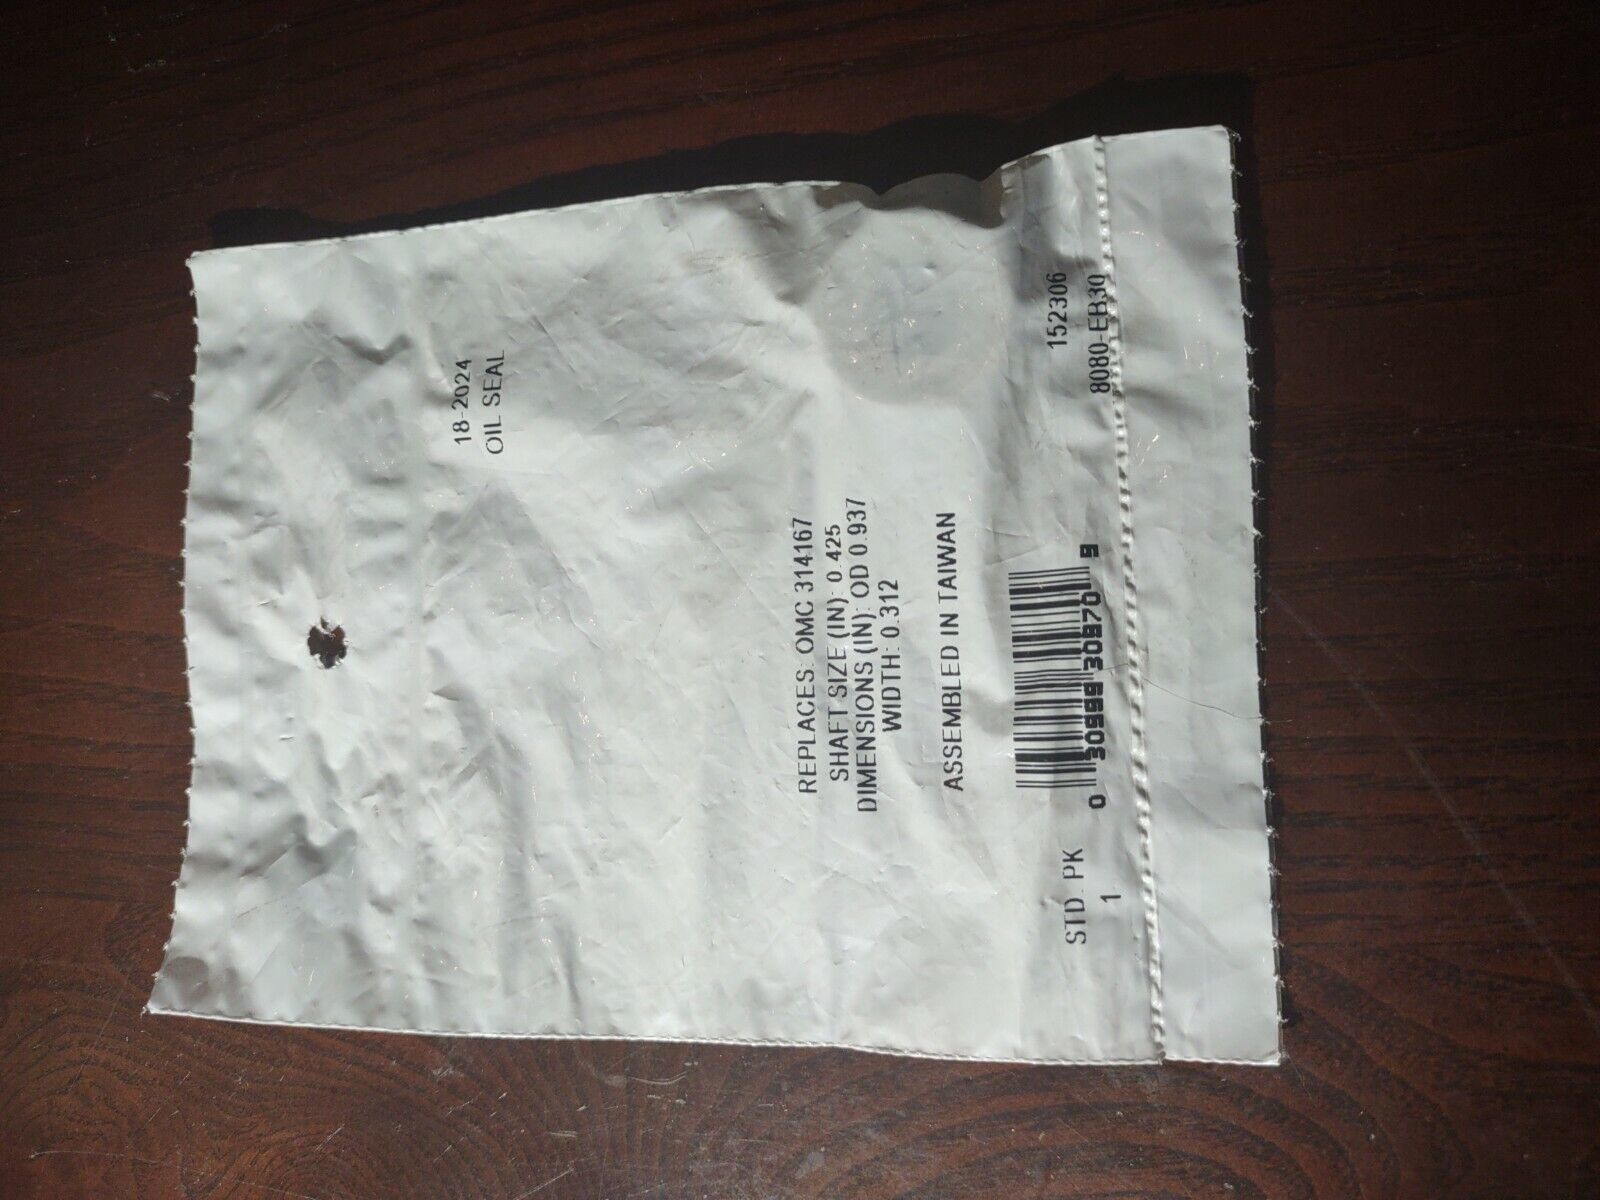 18-2024
OIL SEAL
REPLACES: OMC 314167
SHAFT SIZE (IN): 0.425
DIMENSIONS (IN): OD 0.937
WIDTH: 0.312
ASSEMBLED IN TAIWAN
STD. PK
1
0 30999 30970 9
152306
8080-EB30